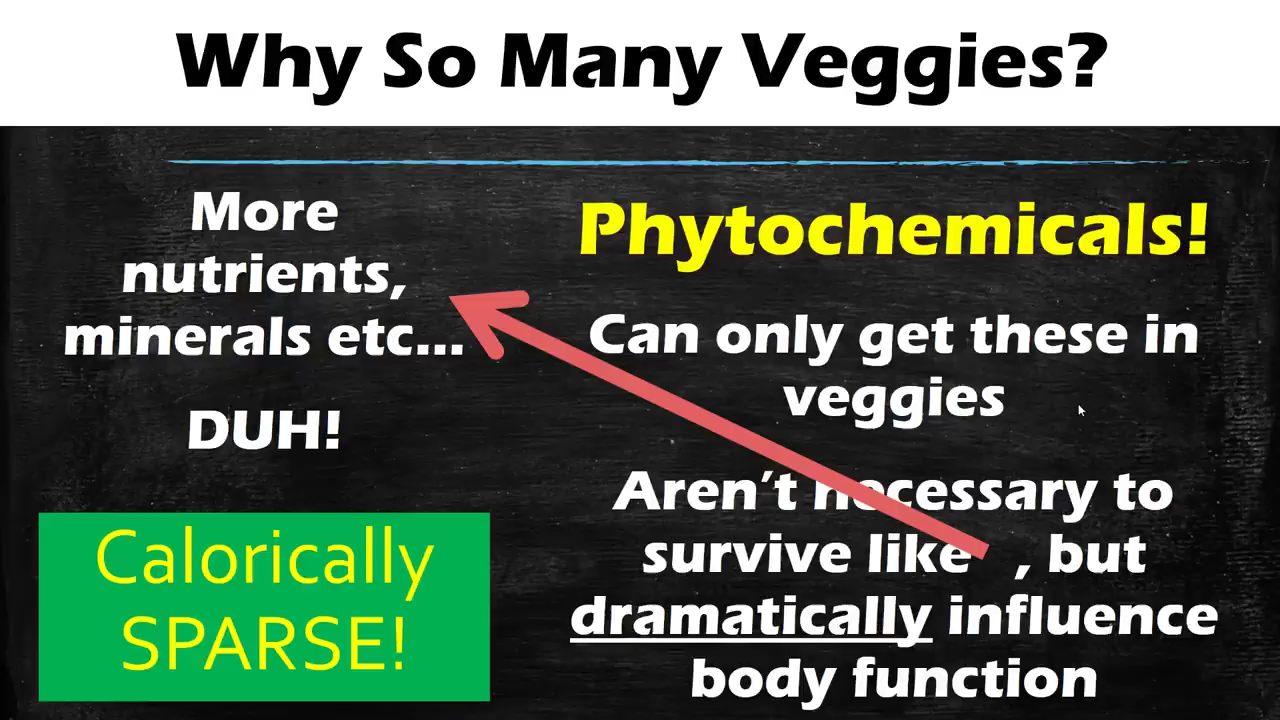 Why So Many Veggies?
More
nutrients,
minerals etc...
DUH!
Calorically
SPARSE!
Phytochemicals!
Can only get these in
veggies
Aren't necessary to
survive like , but
dramatically influence
body function